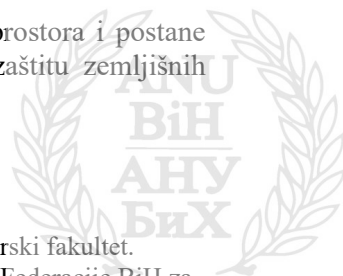 prostora i postane
zaštitu zemljišnih
ANU
BiH
АНУ
БиХ
rski fakultet.
Federacije BiH za